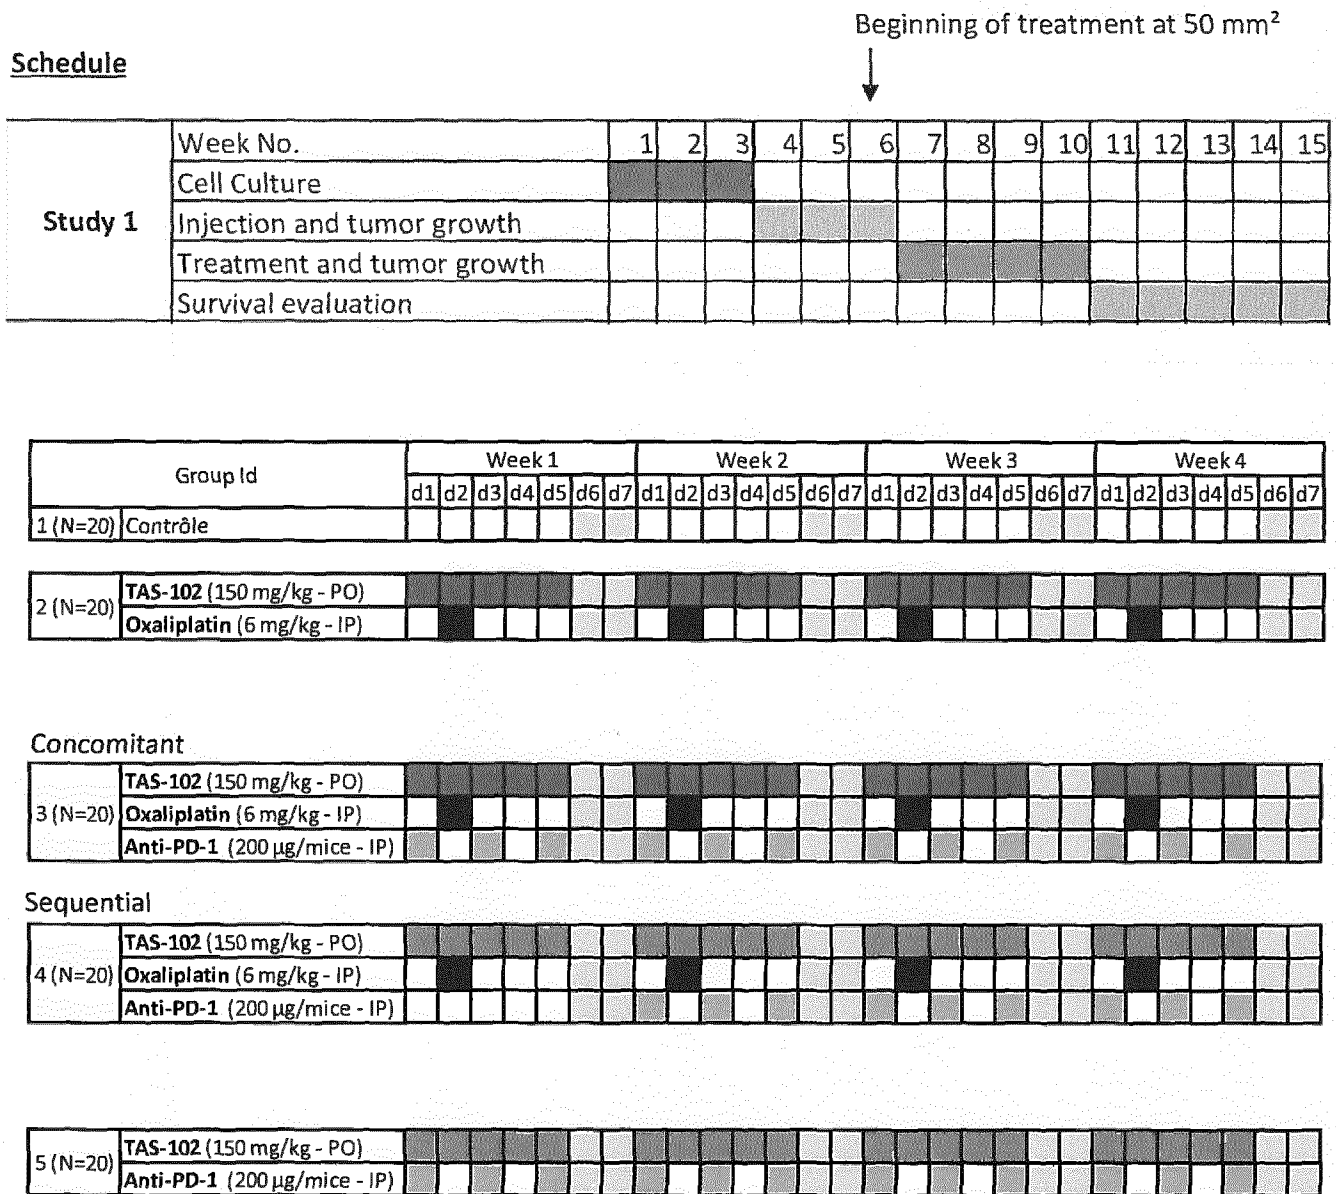 Beginning of treatment at 50 mm²
Schedule
Week No. 1 2 3 4 5 6 7 8 9 10 11 12 13 14 15
Cell Culture
Study 1 Injection and tumor growth
Treatment and tumor growth
Survival evaluation
Group Id Week 1 Week 2 Week 3 Week 4
d1 d2 d3 d4 d5 d6 d7 d1 d2 d3 d4 d5 d6 d7 d1 d2 d3 d4 d5 d6 d7 d1 d2 d3 d4 d5 d6 d7
1 (N=20) Contrôle
2 (N=20) TAS-102 (150 mg/kg - PO)
Oxaliplatin (6 mg/kg - IP)
Concomitant
TAS-102 (150 mg/kg - PO)
3 (N=20) Oxaliplatin (6 mg/kg - IP)
Anti-PD-1 (200 µg/mice - IP)
Sequential
TAS-102 (150 mg/kg - PO)
4 (N=20) Oxaliplatin (6 mg/kg - IP)
Anti-PD-1 (200 µg/mice - IP)
5 (N=20) TAS-102 (150 mg/kg - PO)
Anti-PD-1 (200 µg/mice - IP)